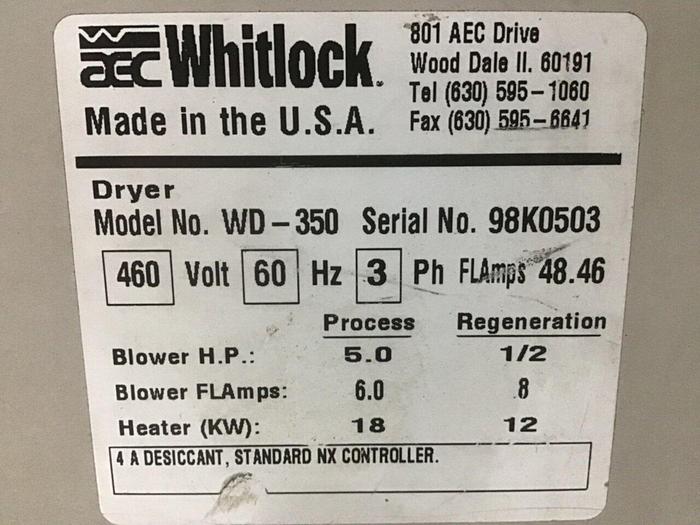 AEC Whitlock.
801 AEC Drive
Wood Dale Il. 60191
Tel (630) 595-1060
Fax (630) 595-6641
Made in the U.S.A.
Dryer
Model No. WD-350 Serial No. 98K0503
460 Volt 60 Hz 3 Ph FLAmps 48.46
Process Regeneration
Blower H.P.: 5.0 1/2
Blower FLAmps: 6.0 .8
Heater (KW): 18 12
4 A DESICCANT, STANDARD NX CONTROLLER.